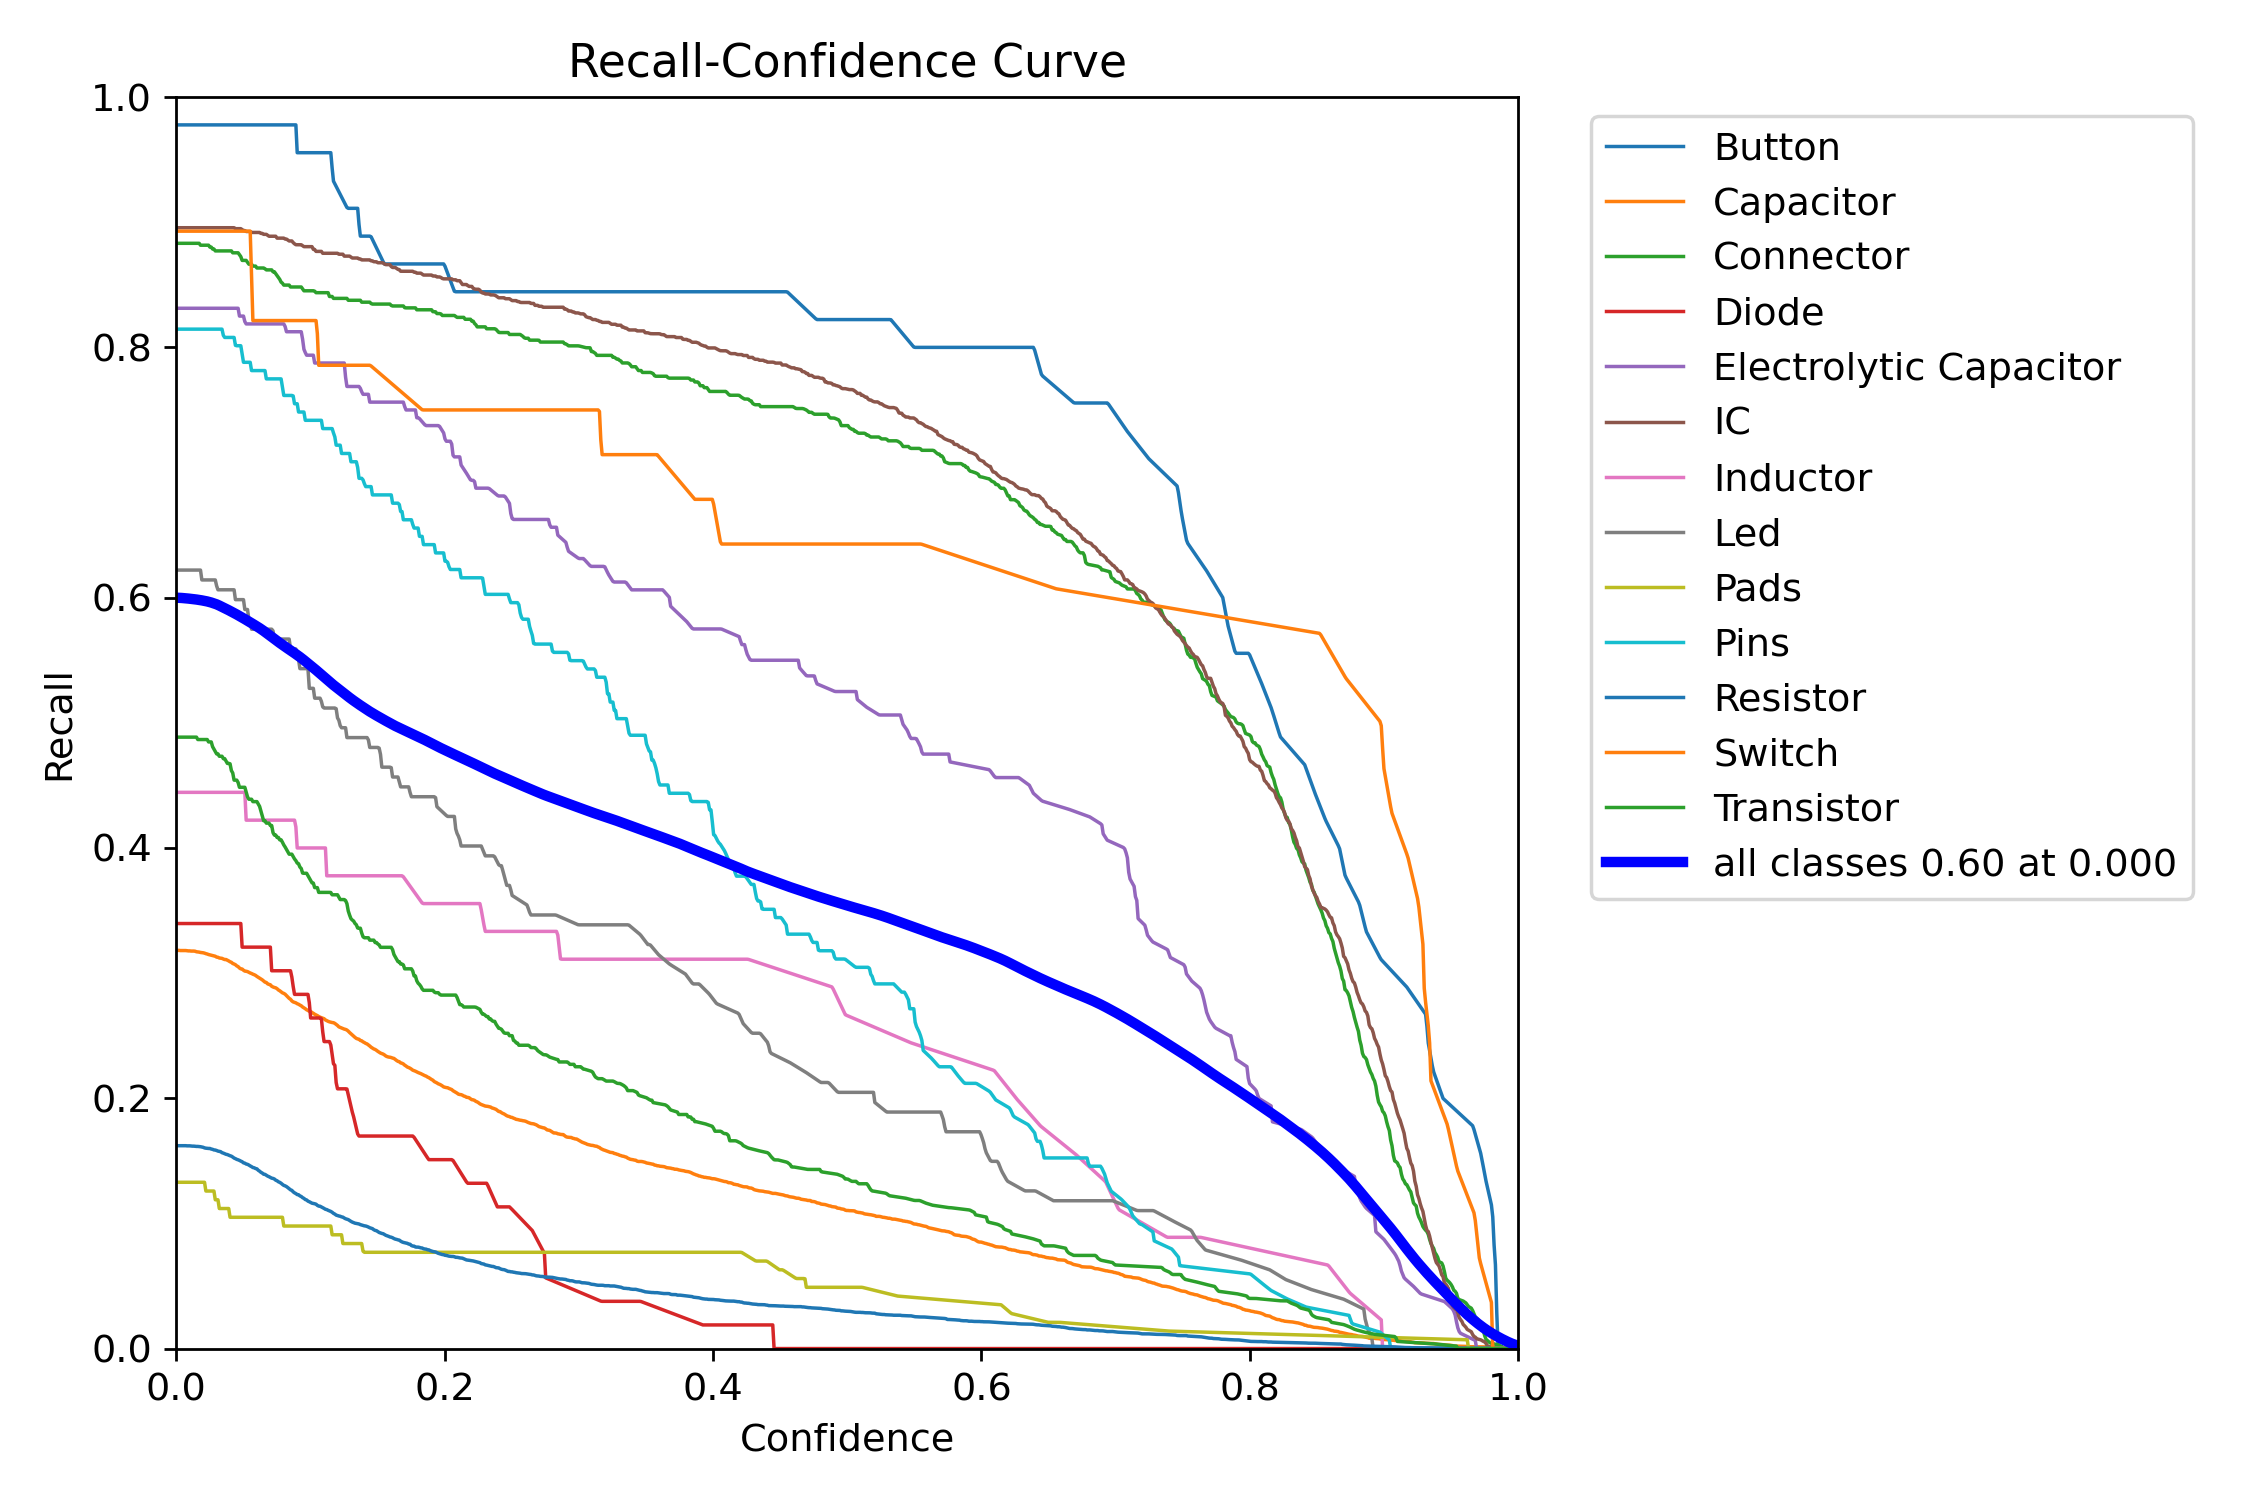 Recall-Confidence Curve
1.0
0.8
0.6
0.4
0.2
0.0
Recall
0.0 0.2 0.4 0.6 0.8 1.0
Confidence
Button
Capacitor
Connector
Diode
Electrolytic Capacitor
IC
Inductor
Led
Pads
Pins
Resistor
Switch
Transistor
all classes 0.60 at 0.000